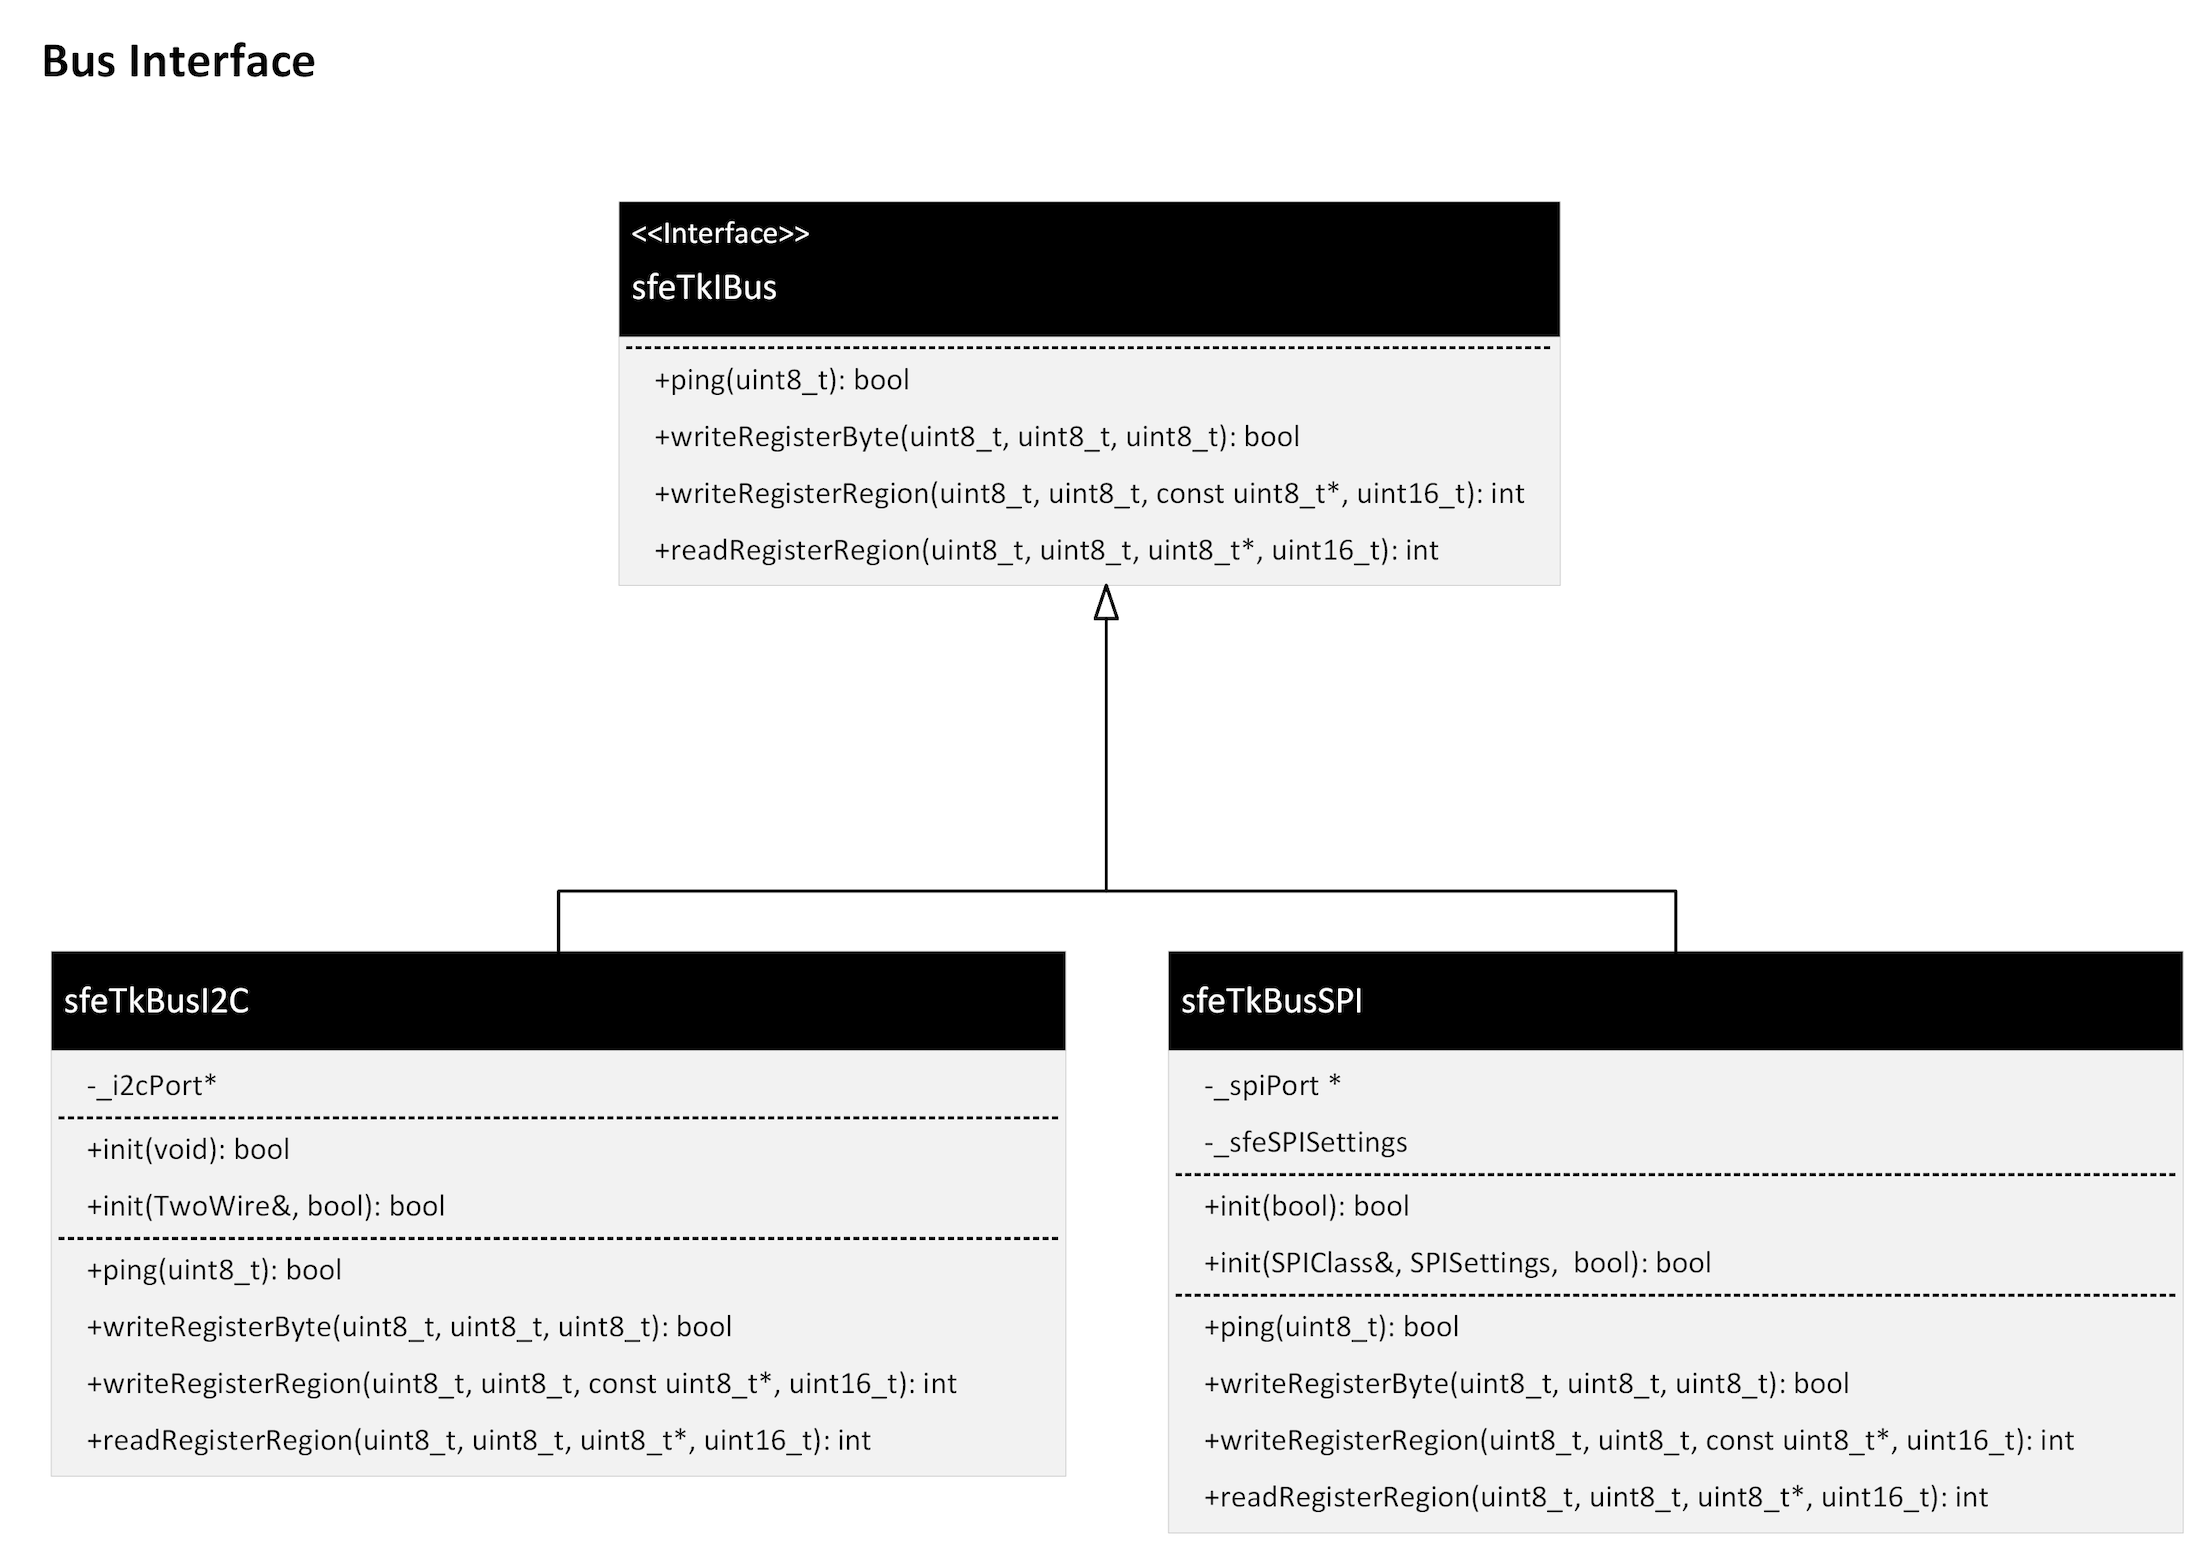 Bus Interface
<<Interface>>
sfeTkIBus
+ping(uint8_t): bool
+writeRegisterByte(uint8_t, uint8_t, uint8_t): bool
+writeRegisterRegion(uint8_t, uint8_t, const uint8_t*, uint16_t): int
+readRegisterRegion(uint8_t, uint8_t, uint8_t*, uint16_t): int
sfeTkBusI2C
-_i2cPort*
+init(void): bool
+init(TwoWire&, bool): bool
+ping(uint8_t): bool
+writeRegisterByte(uint8_t, uint8_t, uint8_t): bool
+writeRegisterRegion(uint8_t, uint8_t, const uint8_t*, uint16_t): int
+readRegisterRegion(uint8_t, uint8_t, uint8_t*, uint16_t): int
sfeTkBusSPI
-_spiPort *
-_sfeSPISettings
+init(bool): bool
+init(SPIClass&, SPISettings,  bool): bool
+ping(uint8_t): bool
+writeRegisterByte(uint8_t, uint8_t, uint8_t): bool
+writeRegisterRegion(uint8_t, uint8_t, const uint8_t*, uint16_t): int
+readRegisterRegion(uint8_t, uint8_t, uint8_t*, uint16_t): int